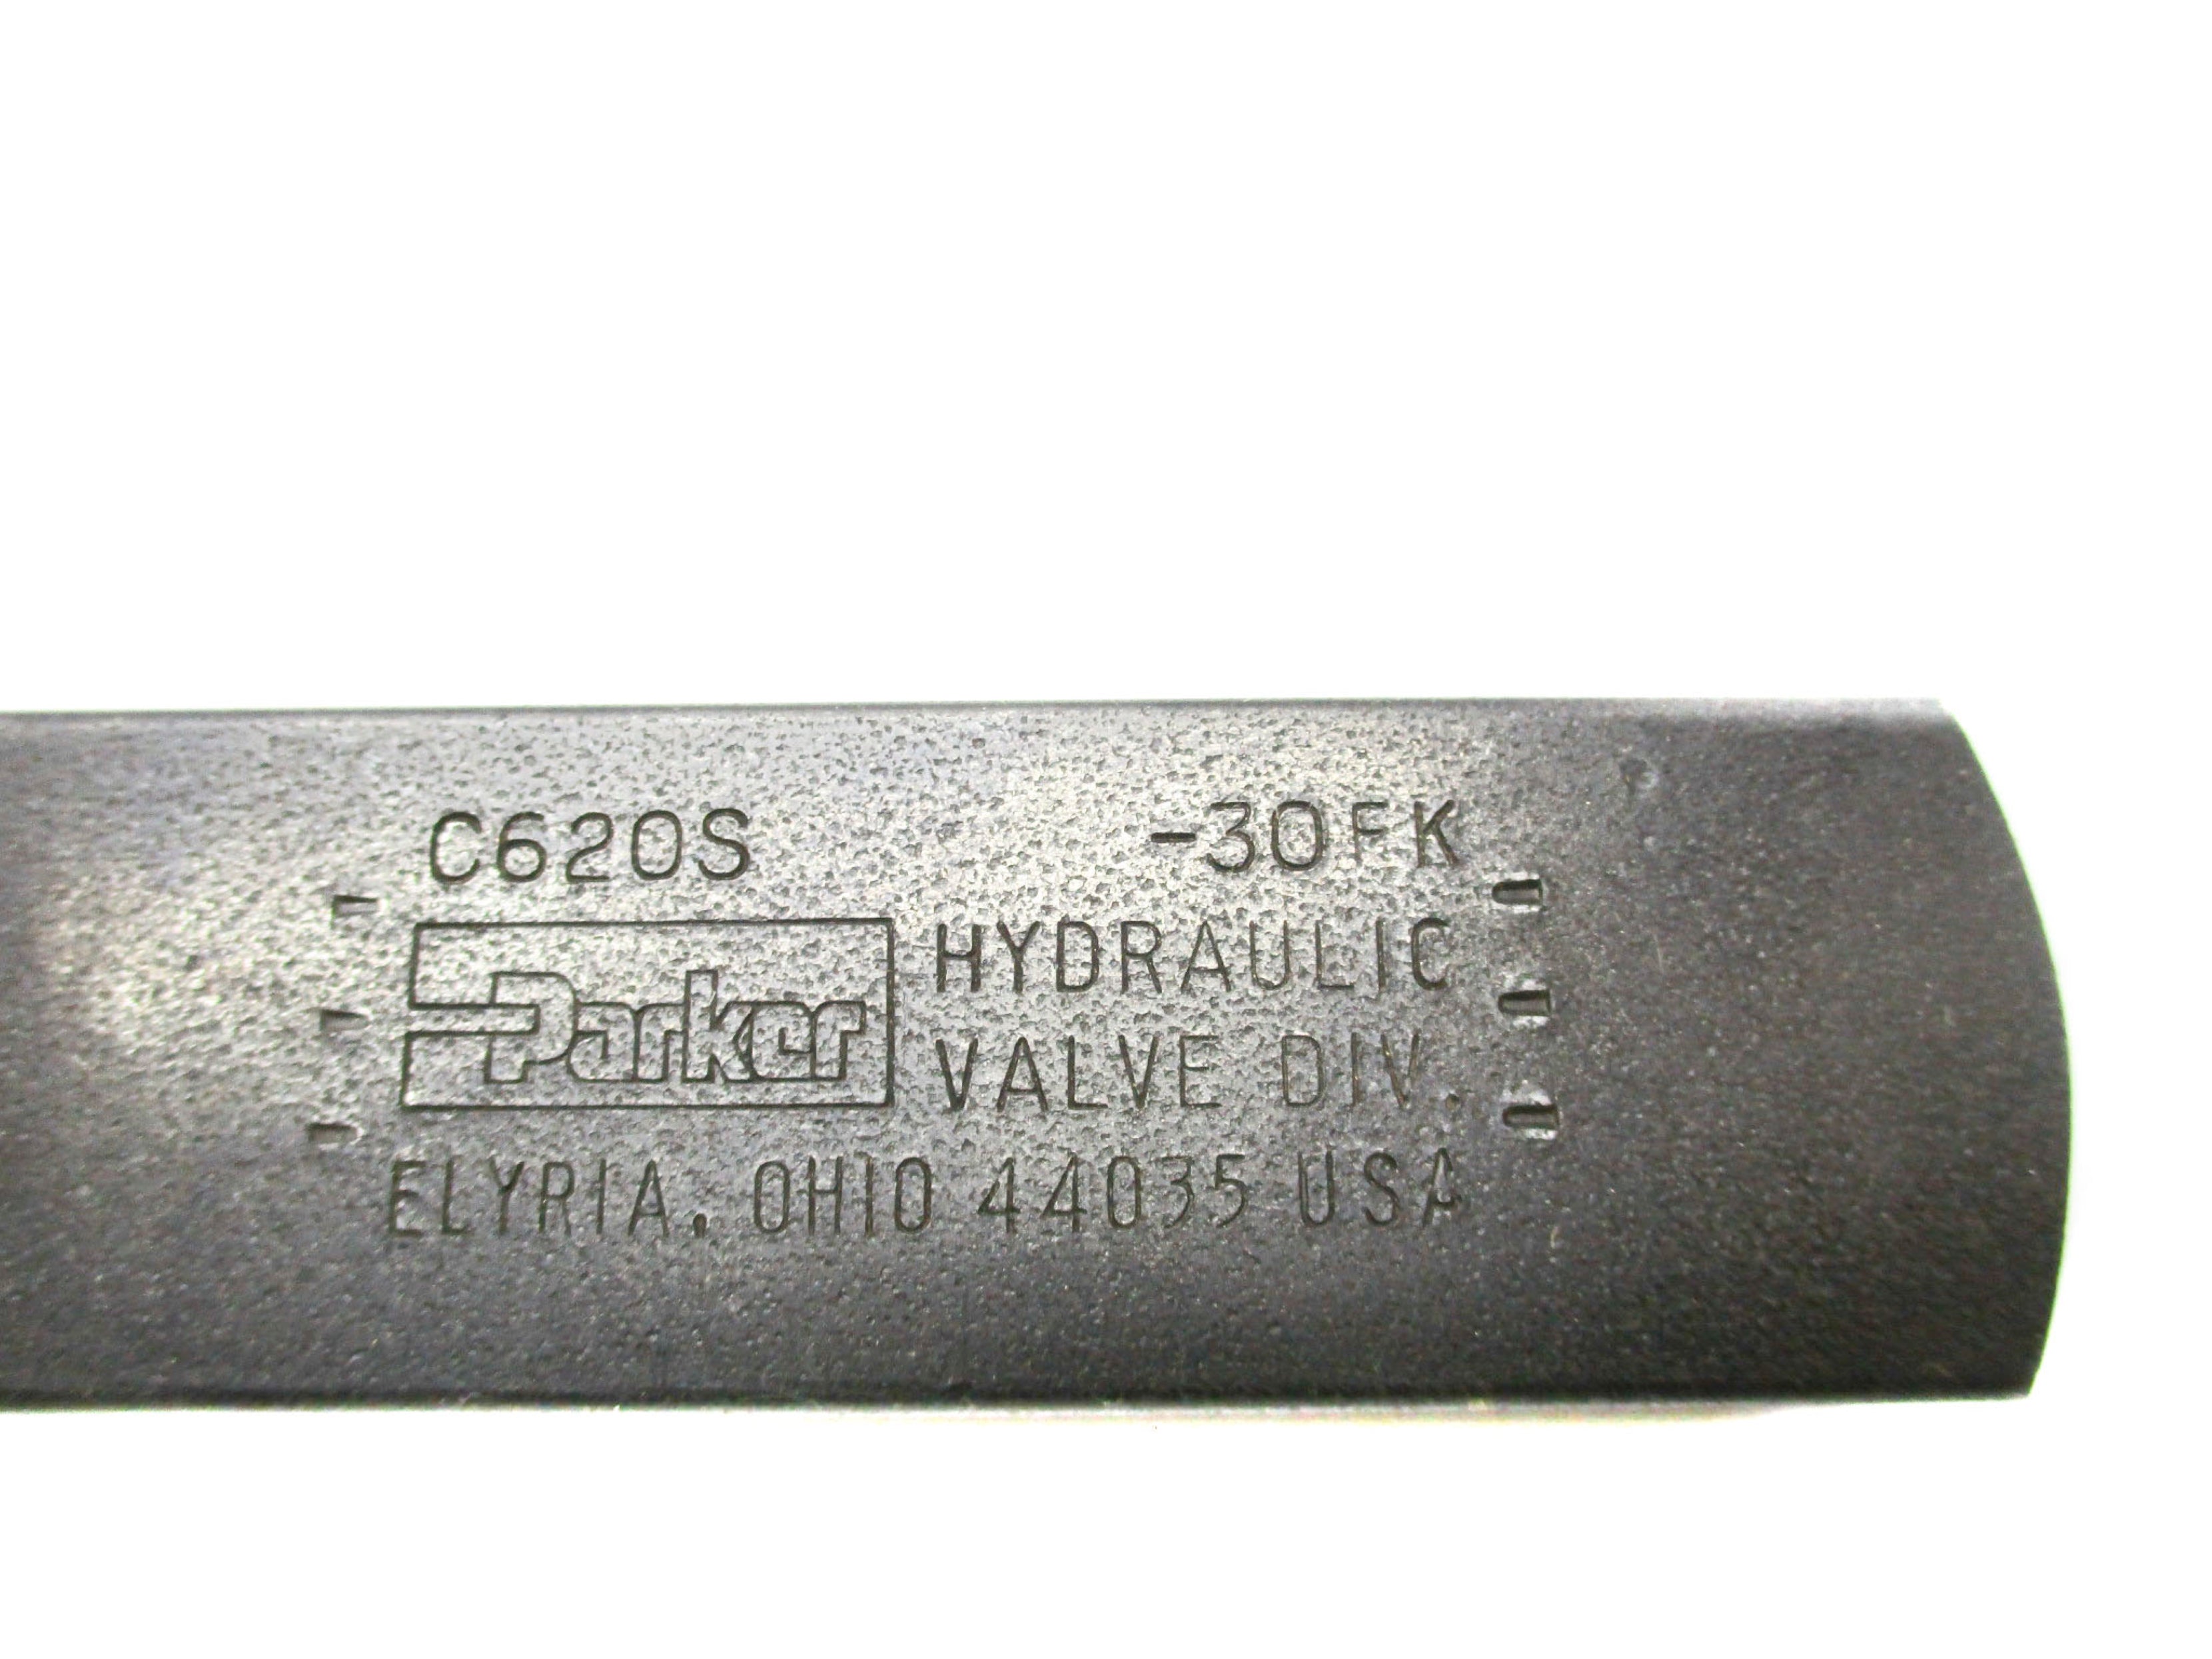 C620S -30FK
Parker HYDRAULIC
VALVE DIV.
ELYRIA, OHIO 44035 USA